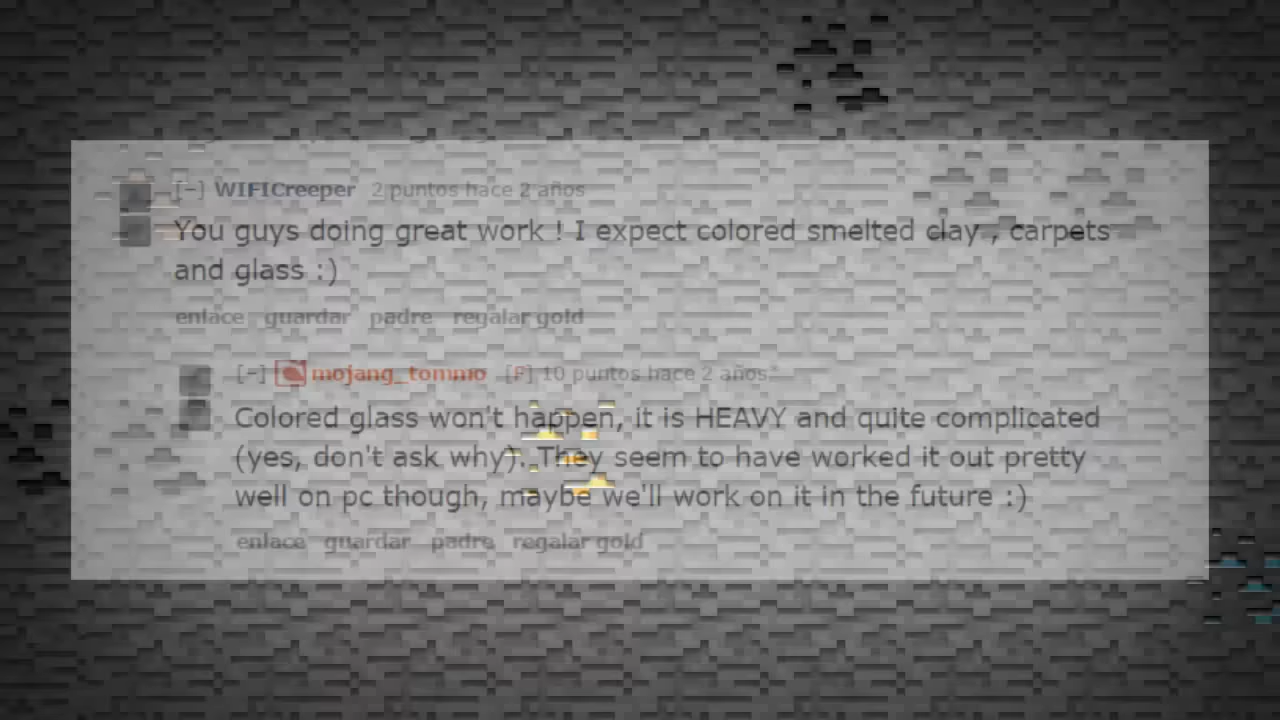 [–] WIFICreeper 2 puntos hace 2 años
You guys doing great work ! I expect colored smelted clay , carpets
and glass :)
enlace guardar padre regalar gold
[–] mojang_tommo [F] 10 puntos hace 2 años*
Colored glass won't happen, it is HEAVY and quite complicated
(yes, don't ask why). They seem to have worked it out pretty
well on pc though, maybe we'll work on it in the future :)
enlace guardar padre regalar gold